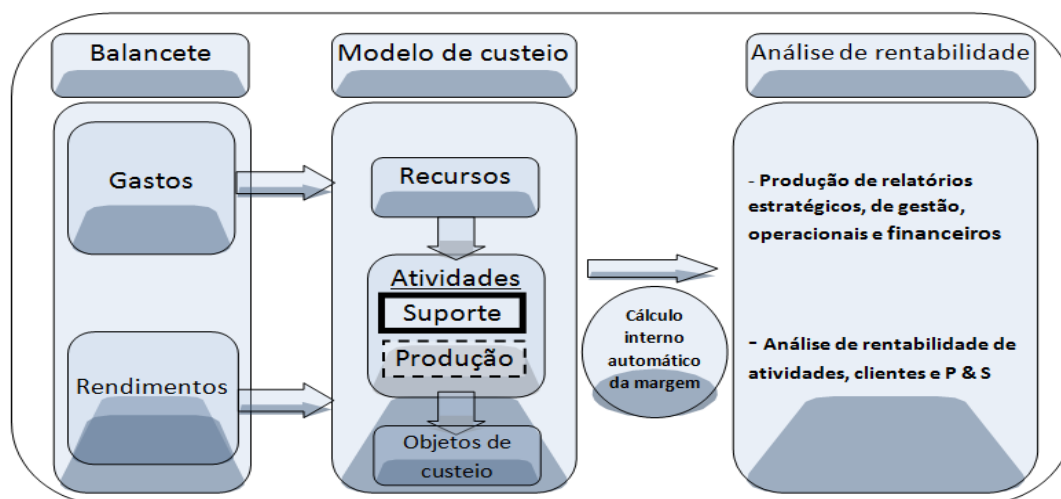 Balancete
Gastos
Rendimentos
Modelo de custeio
Recursos
Atividades
Suporte
Produção
Objetos de
custeio
Cálculo
interno
automático
da margem
Análise de rentabilidade
- Produção de relatórios
estratégicos, de gestão,
operacionais e financeiros
- Análise de rentabilidade de
atividades, clientes e P & S